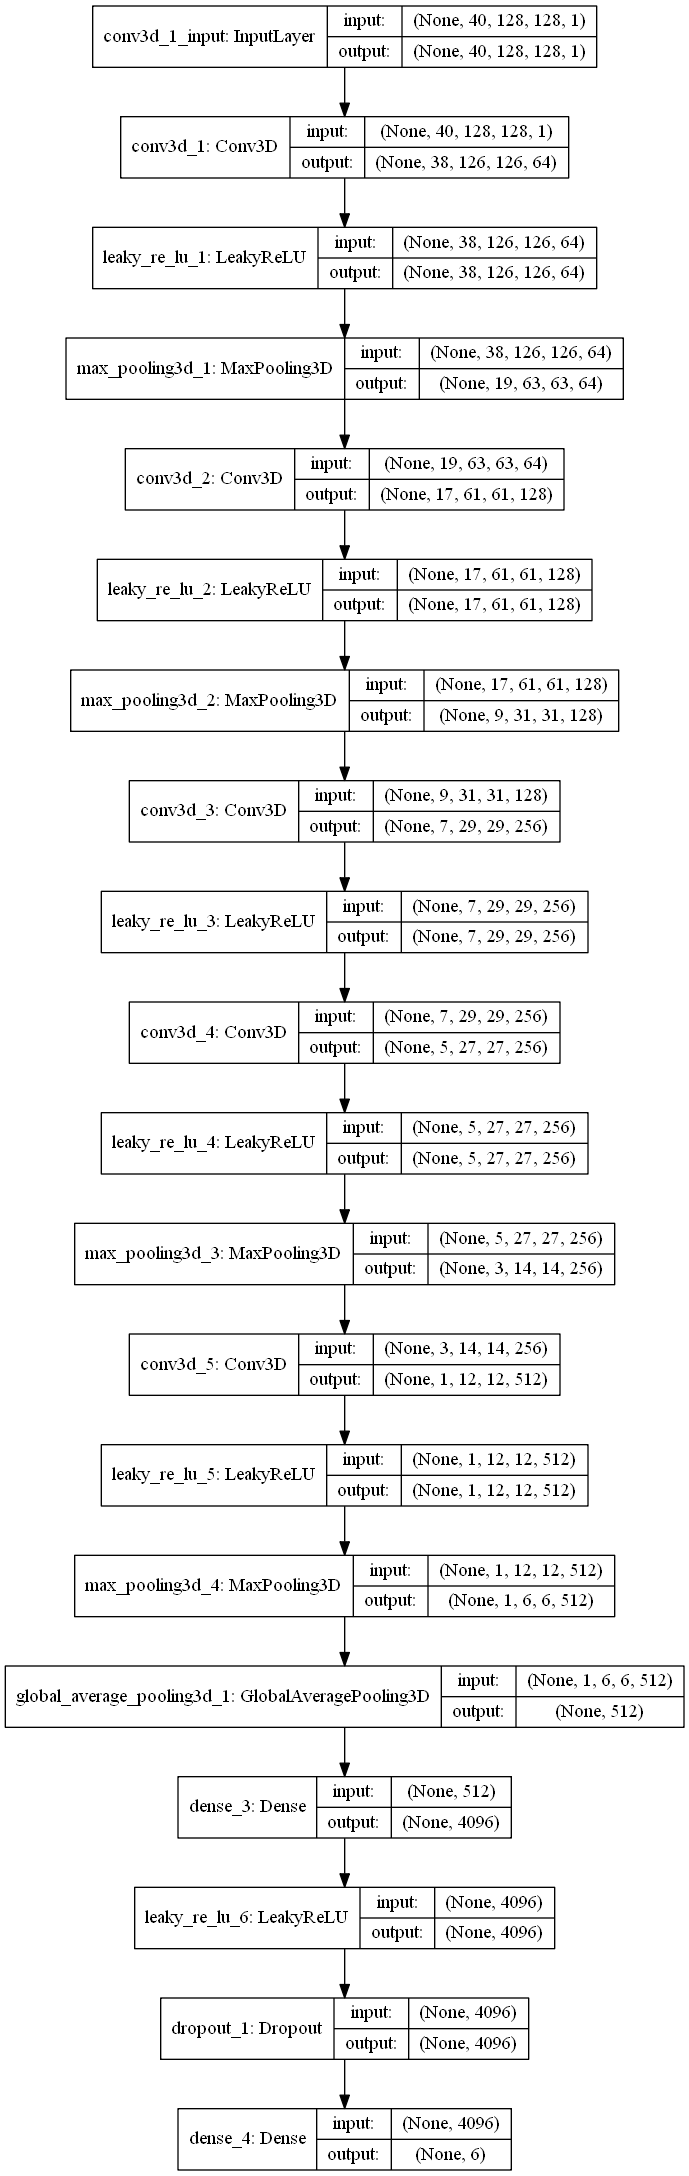 conv3d_1_input: InputLayer
input: (None, 40, 128, 128, 1)
output: (None, 40, 128, 128, 1)
conv3d_1: Conv3D
input: (None, 40, 128, 128, 1)
output: (None, 38, 126, 126, 64)
leaky_re_lu_1: LeakyReLU
input: (None, 38, 126, 126, 64)
output: (None, 38, 126, 126, 64)
max_pooling3d_1: MaxPooling3D
input: (None, 38, 126, 126, 64)
output: (None, 19, 63, 63, 64)
conv3d_2: Conv3D
input: (None, 19, 63, 63, 64)
output: (None, 17, 61, 61, 128)
leaky_re_lu_2: LeakyReLU
input: (None, 17, 61, 61, 128)
output: (None, 17, 61, 61, 128)
max_pooling3d_2: MaxPooling3D
input: (None, 17, 61, 61, 128)
output: (None, 9, 31, 31, 128)
conv3d_3: Conv3D
input: (None, 9, 31, 31, 128)
output: (None, 7, 29, 29, 256)
leaky_re_lu_3: LeakyReLU
input: (None, 7, 29, 29, 256)
output: (None, 7, 29, 29, 256)
conv3d_4: Conv3D
input: (None, 7, 29, 29, 256)
output: (None, 5, 27, 27, 256)
leaky_re_lu_4: LeakyReLU
input: (None, 5, 27, 27, 256)
output: (None, 5, 27, 27, 256)
max_pooling3d_3: MaxPooling3D
input: (None, 5, 27, 27, 256)
output: (None, 3, 14, 14, 256)
conv3d_5: Conv3D
input: (None, 3, 14, 14, 256)
output: (None, 1, 12, 12, 512)
leaky_re_lu_5: LeakyReLU
input: (None, 1, 12, 12, 512)
output: (None, 1, 12, 12, 512)
max_pooling3d_4: MaxPooling3D
input: (None, 1, 12, 12, 512)
output: (None, 1, 6, 6, 512)
global_average_pooling3d_1: GlobalAveragePooling3D
input: (None, 1, 6, 6, 512)
output: (None, 512)
dense_3: Dense
input: (None, 512)
output: (None, 4096)
leaky_re_lu_6: LeakyReLU
input: (None, 4096)
output: (None, 4096)
dropout_1: Dropout
input: (None, 4096)
output: (None, 4096)
dense_4: Dense
input: (None, 4096)
output: (None, 6)